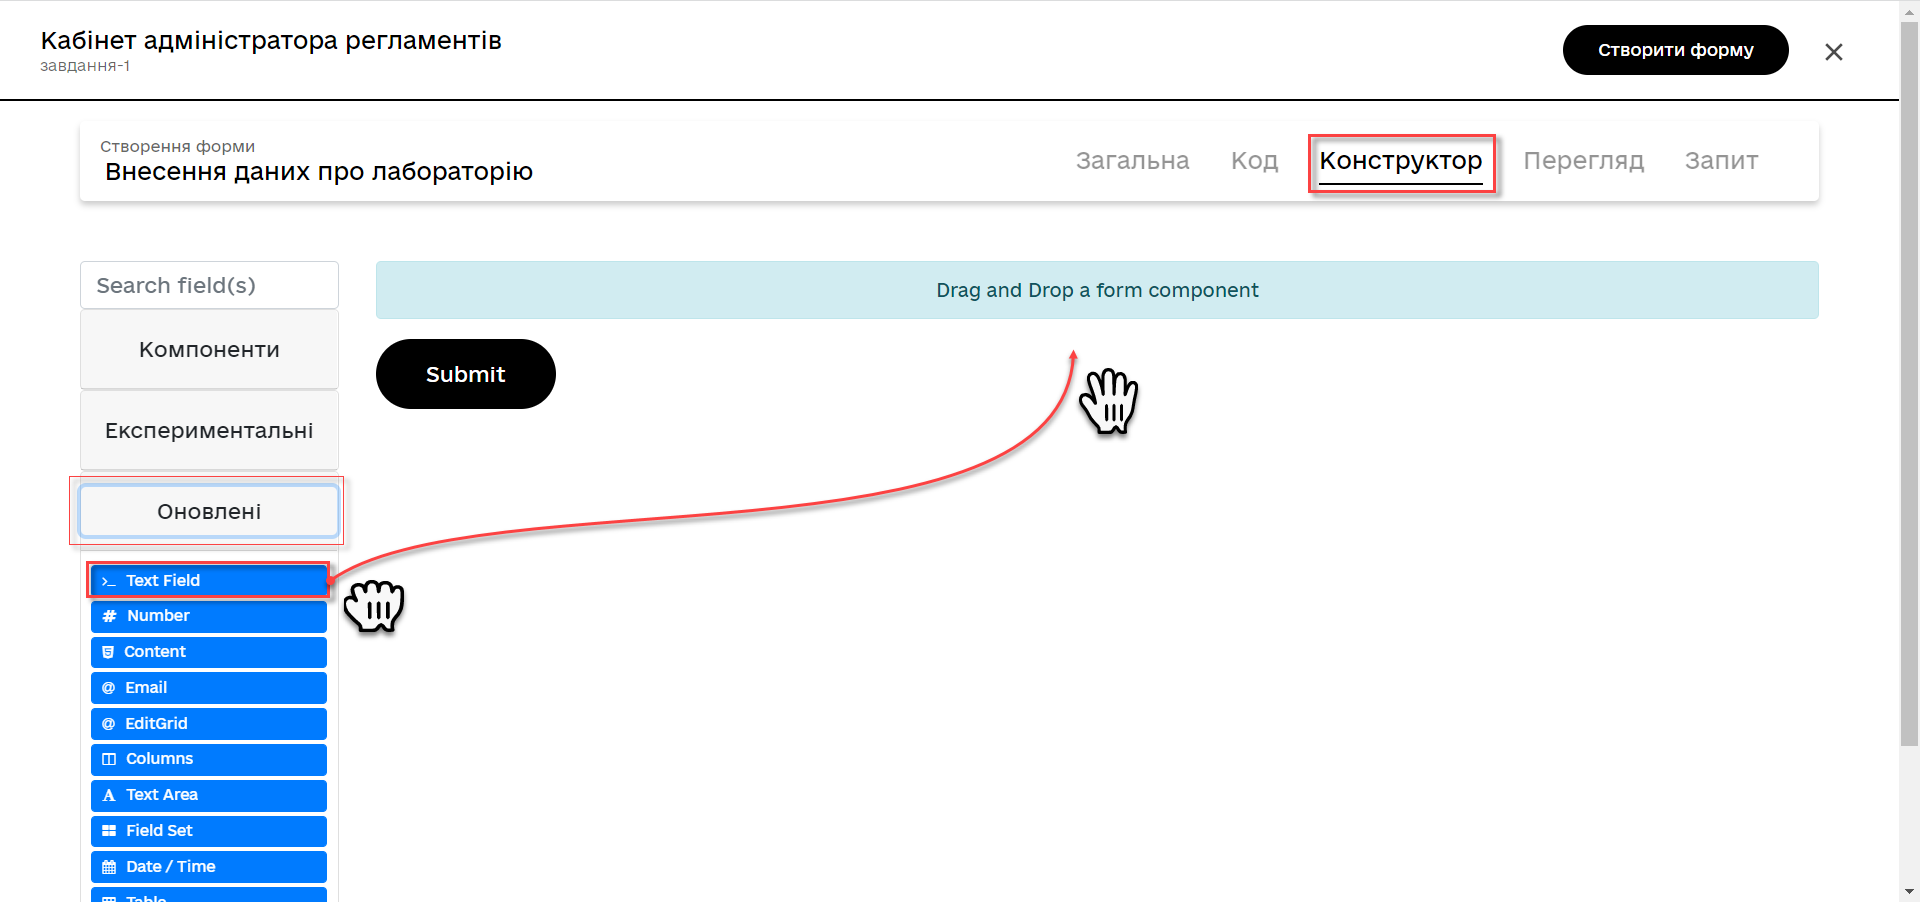 Кабінет адміністратора регламентів
завдання-1
Створити форму
Створення форми
Внесення даних про лабораторію
Загальна
Код
Конструктор
Перегляд
Запит
Search field(s)
Drag and Drop a form component
Компоненти
Submit
Експериментальні
Оновлені
Text Field
Number
Content
Email
EditGrid
Columns
Text Area
Field Set
Date / Time
Table